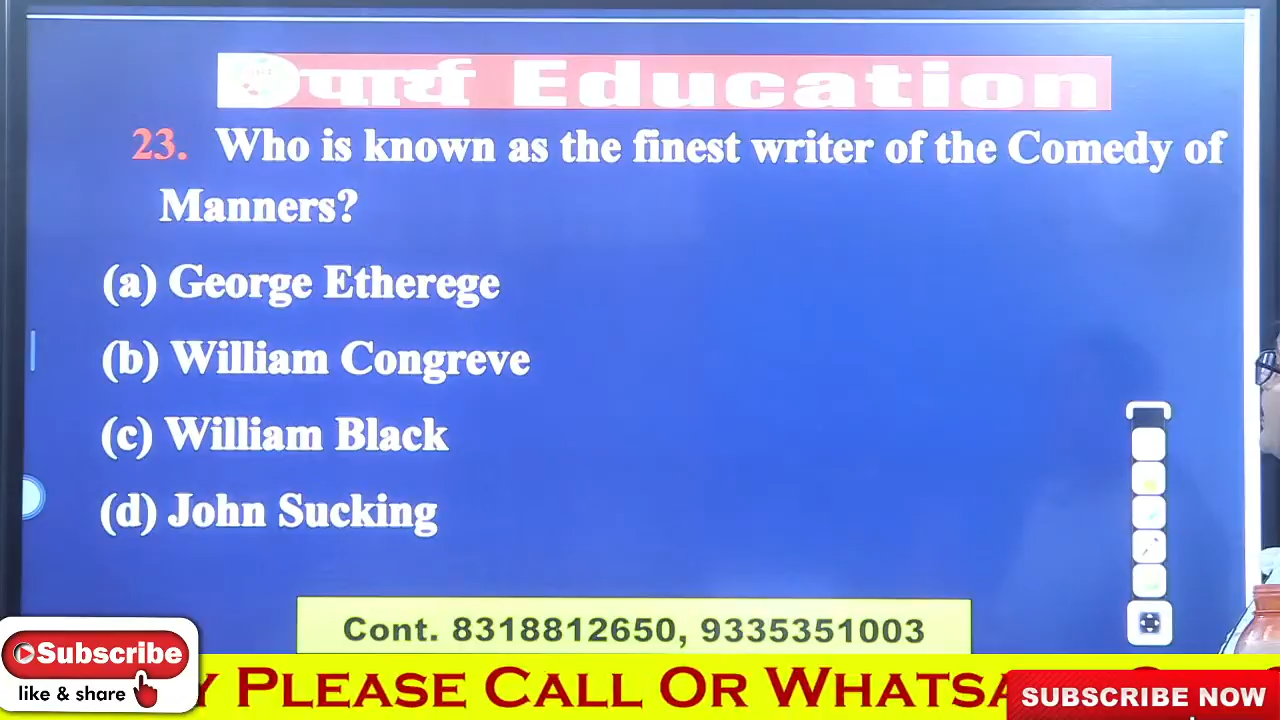 पार्य Education
23. Who is known as the finest writer of the Comedy of
Manners?
(a) George Etherege
(b) William Congreve
(c) William Black
(d) John Sucking
Cont. 8318812650, 9335351003
Subscribe
like & share
Y PLEASE CALL OR WHATSA
SUBSCRIBE NOW